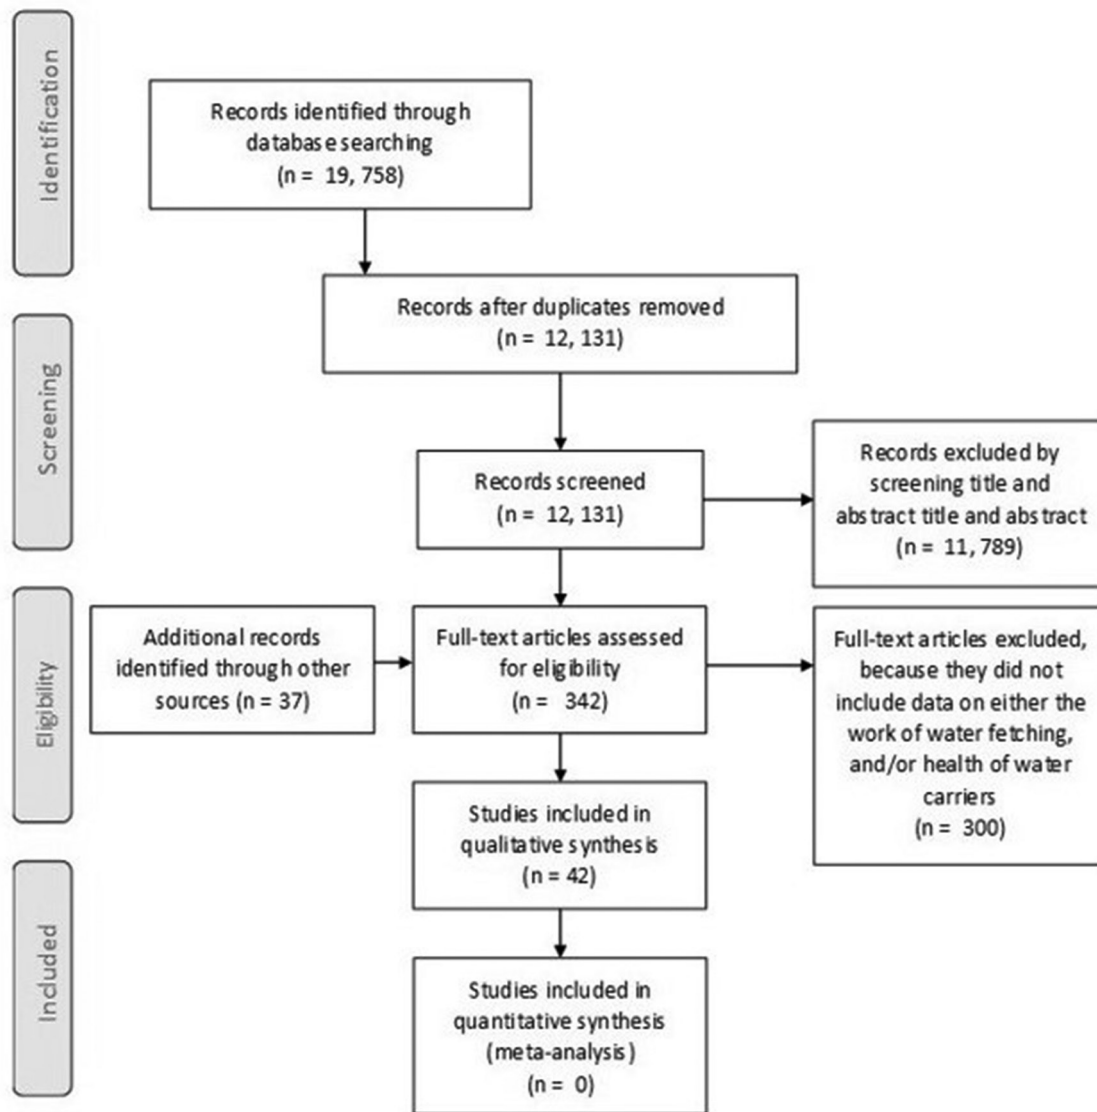 Identification
Records identified through
database searching
(n = 19, 758)
Records after duplicates removed
(n = 12, 131)
Screening
Records screened
(n = 12, 131)
Records excluded by
screening title and
abstract title and abstract
(n = 11, 789)
Eligibility
Additional records
identified through other
sources (n = 37)
Full-text articles assessed
for eligibility
(n = 342)
Full-text articles excluded,
because they did not
include data on either the
work of water fetching,
and/or health of water
carriers
(n = 300)
Studies included in
qualitative synthesis
(n = 42)
Included
Studies included in
quantitative synthesis
(meta-analysis)
(n = 0)